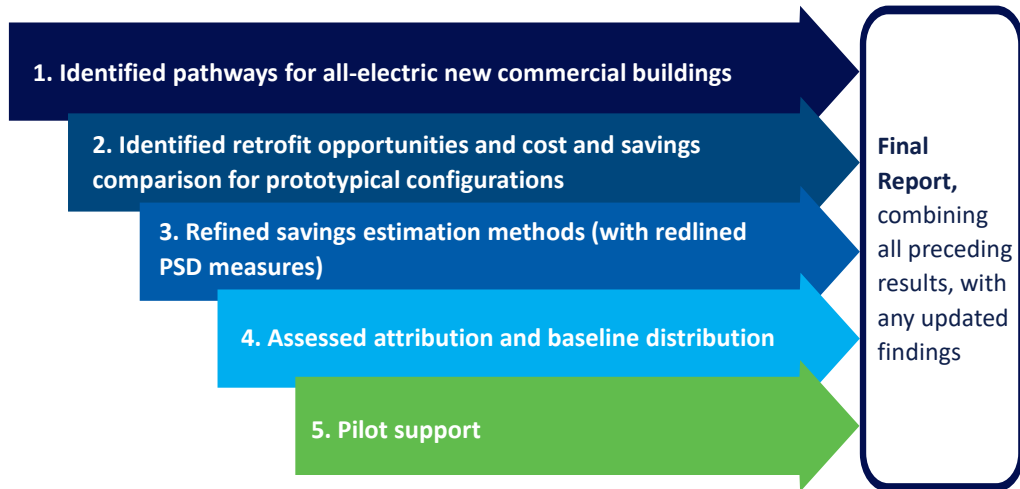 1. Identified pathways for all-electric new commercial buildings
2. Identified retrofit opportunities and cost and savings
comparison for prototypical configurations
3. Refined savings estimation methods (with redlined
PSD measures)
4. Assessed attribution and baseline distribution
5. Pilot support
Final
Report,
combining
all preceding
results, with
any updated
findings